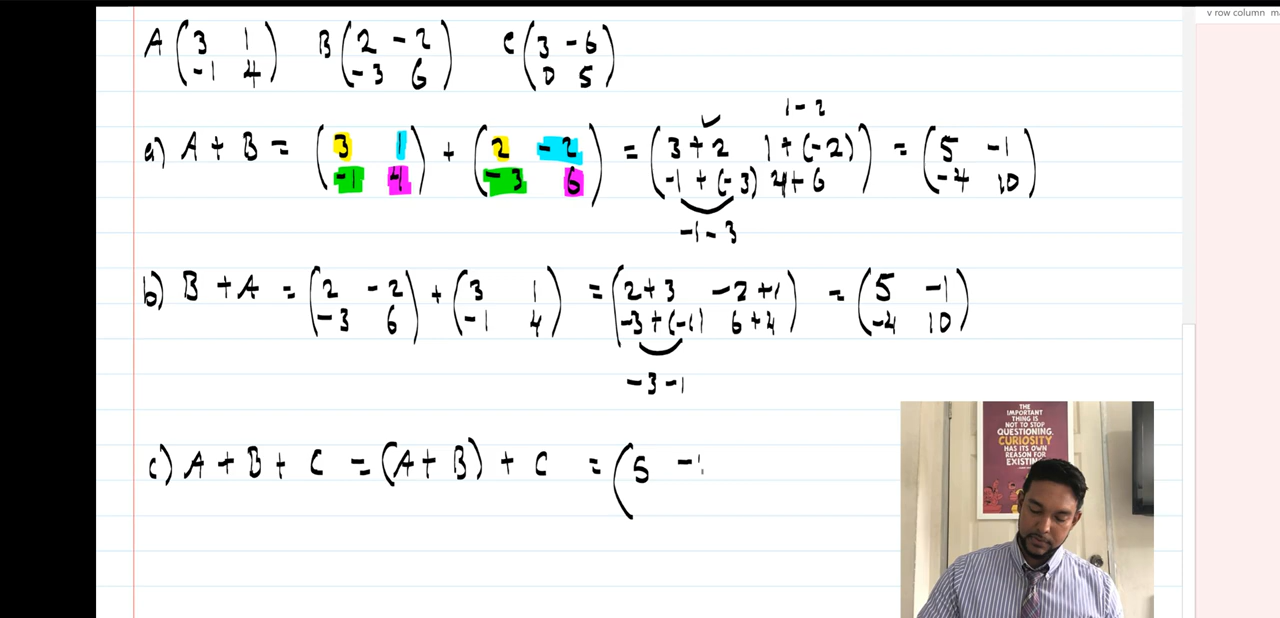 v row column m
A (3 1 B (2 -2) C (3 -6)
-1 4) -3 6) 0 5)
1-2
a) A + B = (3 1) + (2 -2) = (3+2 1+(-2)) = (5 -1)
-1 4 -3 6 -1+(-3) 4+6 -4 10
-1-3
b) B + A = (2 -2) + (3 1) = (2+3 -2+1) = (5 -1)
-3 6 -1 4 -3+(-1) 6+4 -4 10
-3-1
c) A + B + C = (A + B) + C = (5 -1
THE
IMPORTANT
THING IS
NOT TO STOP
QUESTIONING.
CURIOSITY
HAS ITS OWN
REASON FOR
EXISTING